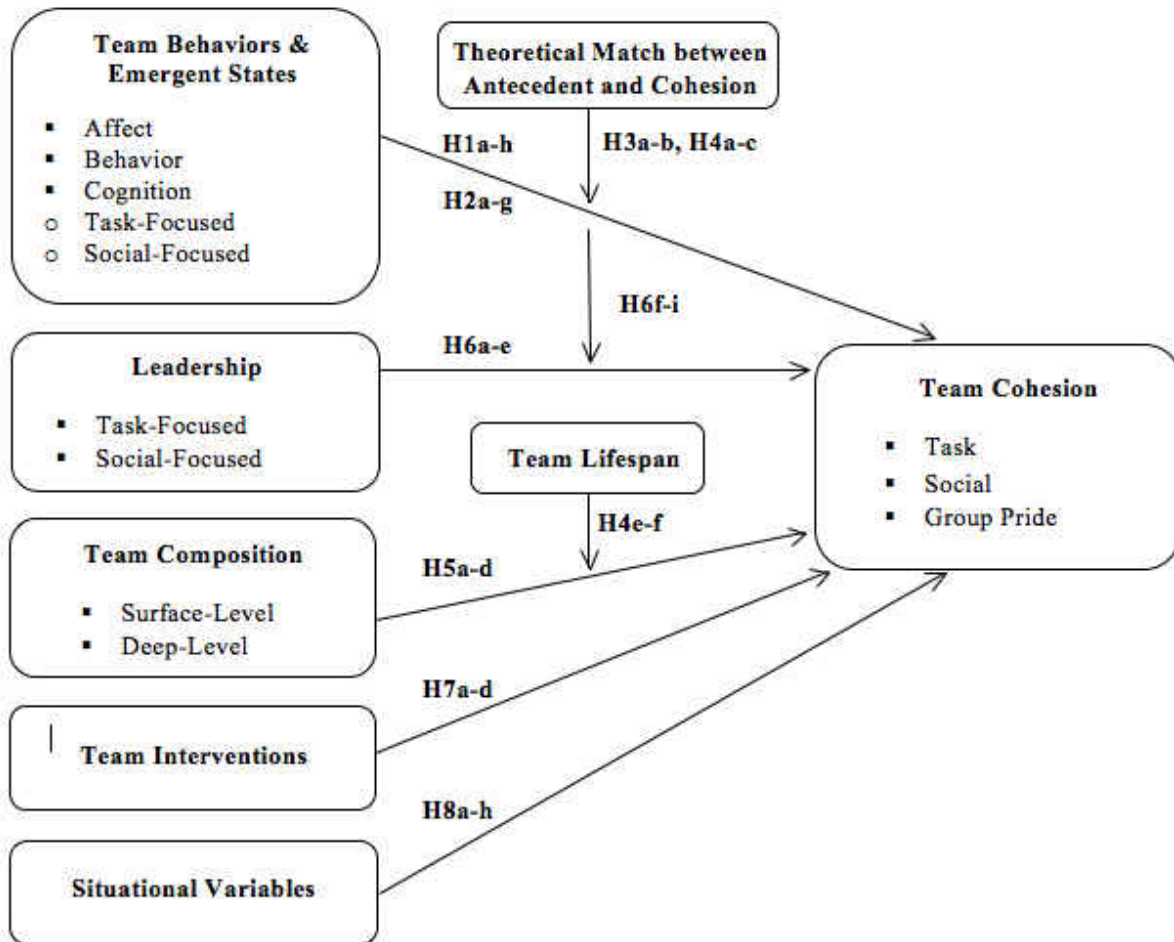 Team Behaviors &
Emergent States
▪ Affect
▪ Behavior
▪ Cognition
o Task-Focused
o Social-Focused
Theoretical Match between
Antecedent and Cohesion
H1a-h
H3a-b, H4a-c
H2a-g
H6f-i
Leadership
▪ Task-Focused
▪ Social-Focused
H6a-e
Team Lifespan
H4e-f
Team Cohesion
▪ Task
▪ Social
▪ Group Pride
Team Composition
▪ Surface-Level
▪ Deep-Level
H5a-d
H7a-d
Team Interventions
H8a-h
Situational Variables